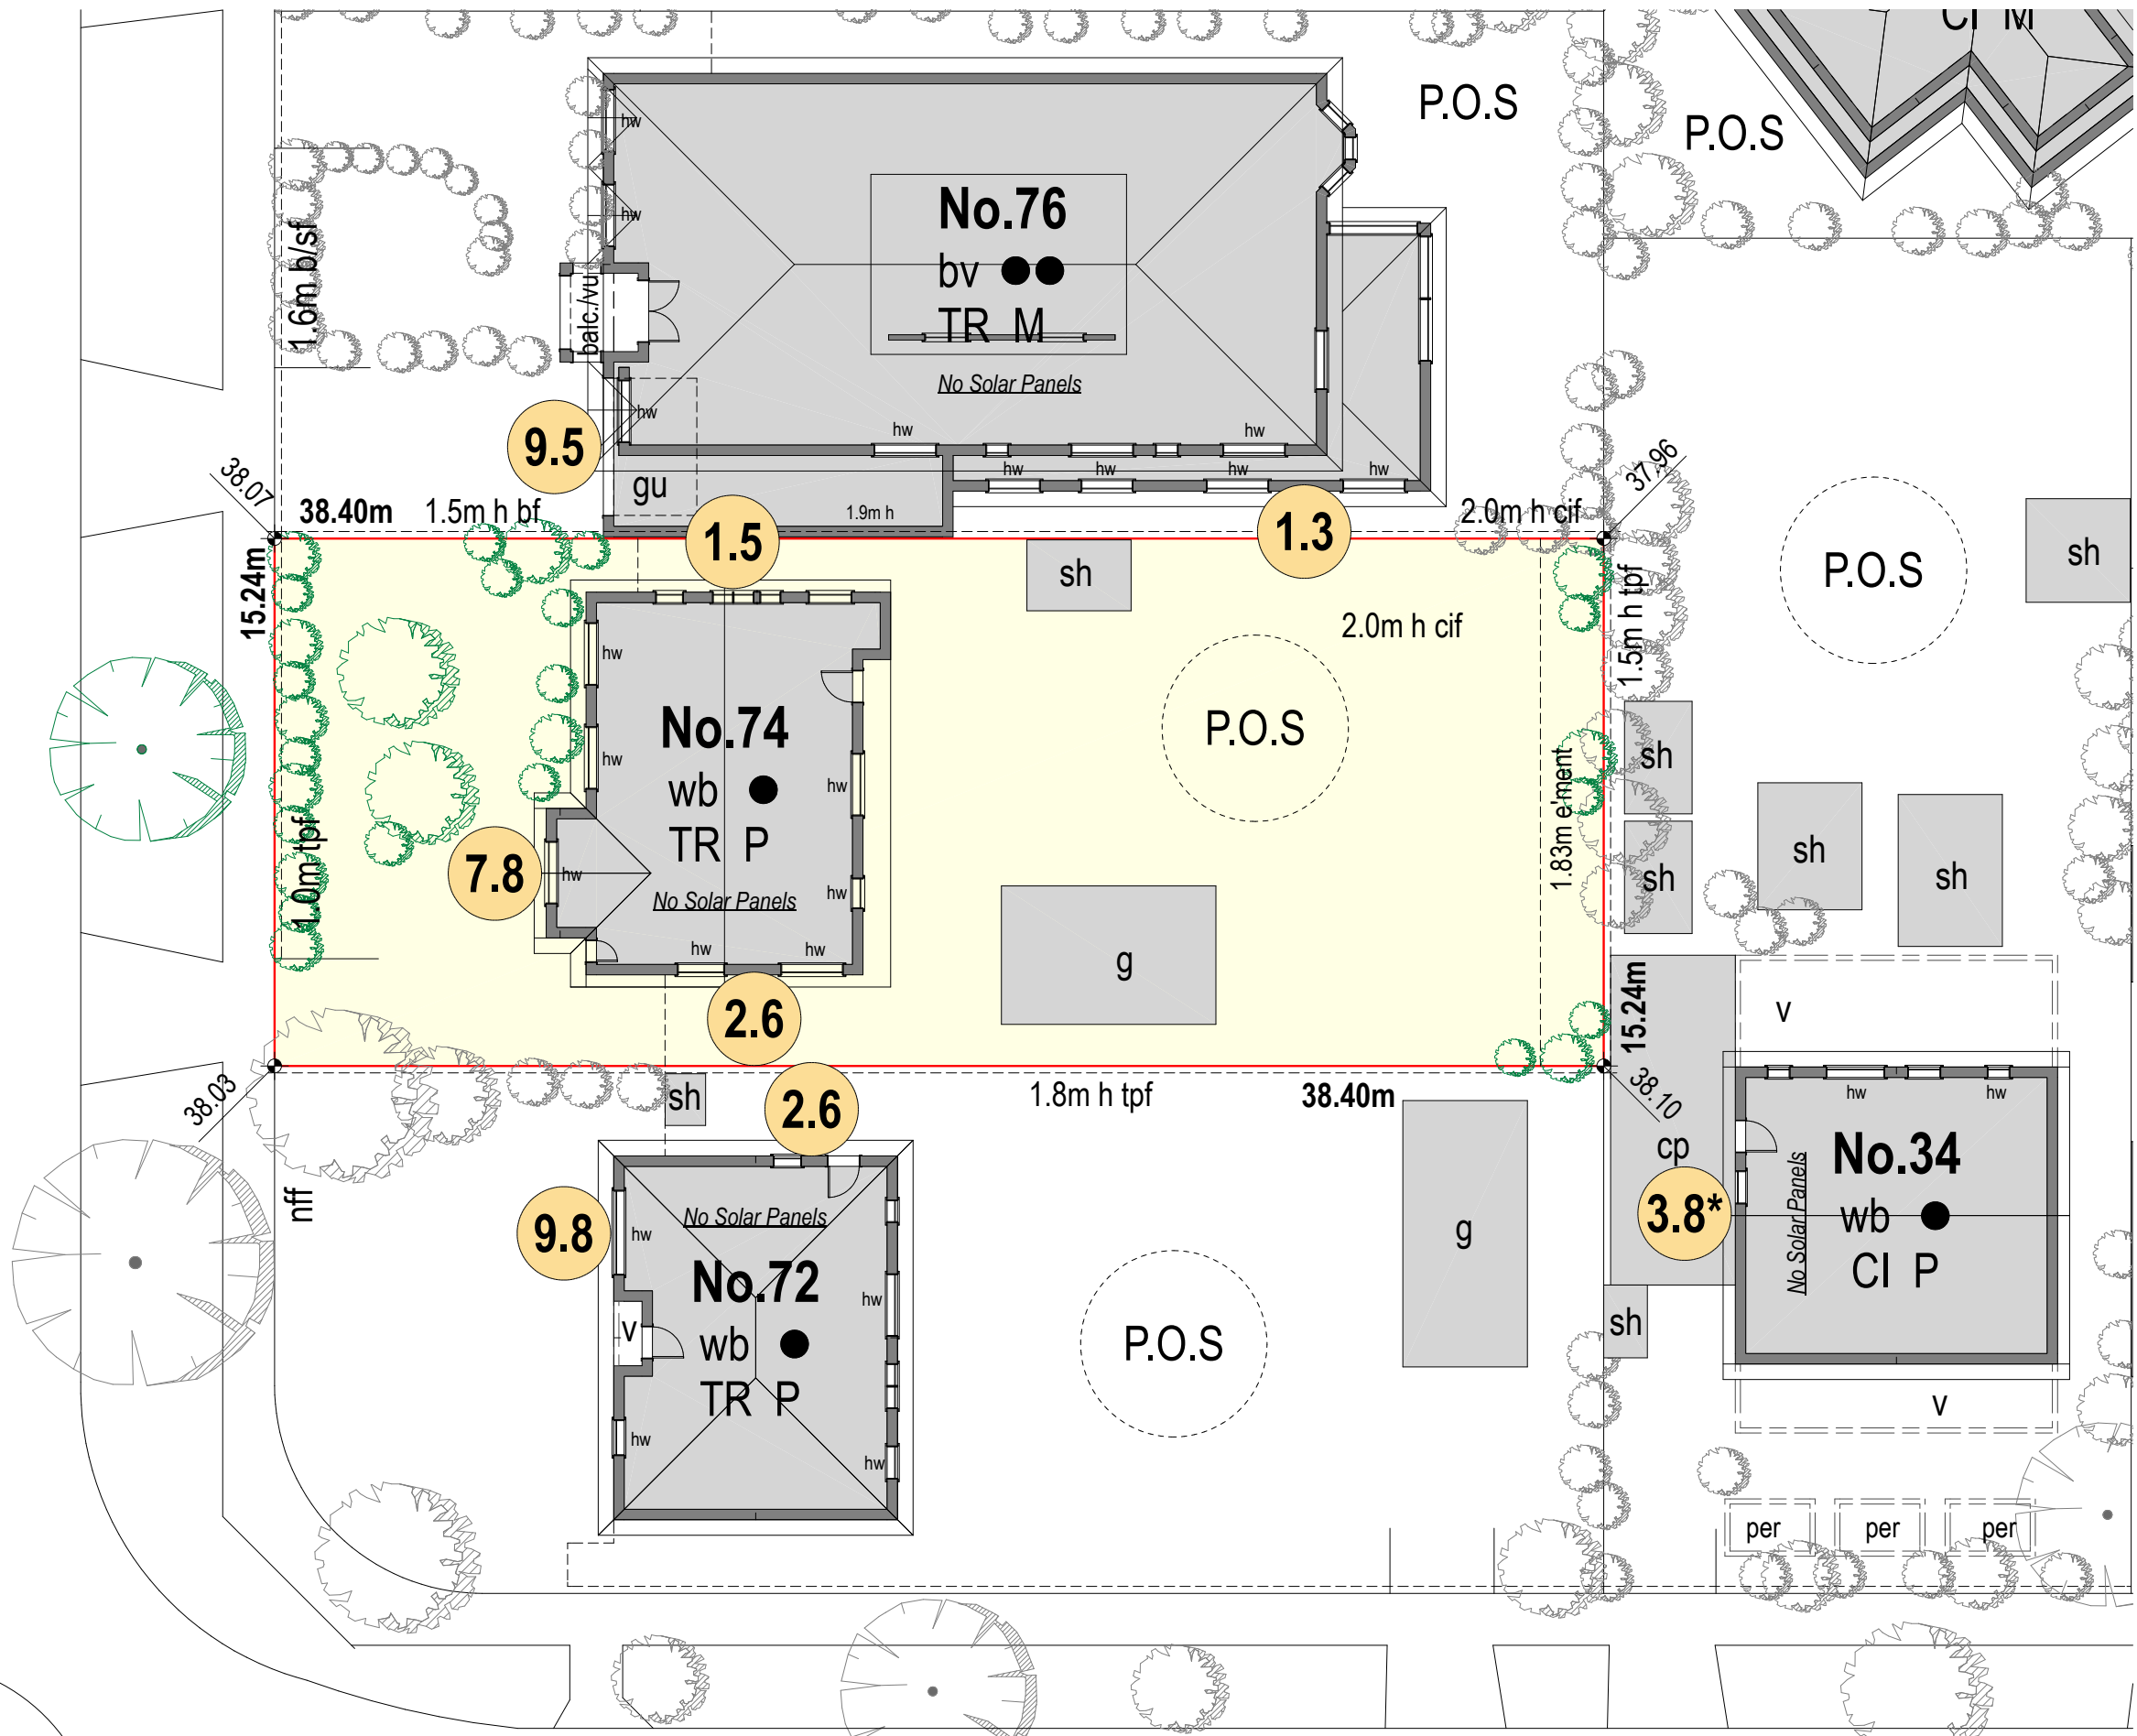 CI M
P.O.S
P.O.S
hw
hw
No.76
bv
TR M
No Solar Panels
1.6m b/sf
balc./vu
hw
9.5
hw
hw
gu
1.9m h
hw
hw
hw
hw
38.07
38.40m
1.5m h bf
1.5
1.3
2.0m h cif
37.96
15.24m
sh
P.O.S
sh
2.0m h cif
1.5m h tpf
hw
No.74
wb
TR P
No Solar Panels
hw
hw
hw
hw
hw
hw
7.8
1.0m tpf
P.O.S
1.83m e'ment
sh
sh
sh
sh
g
2.6
15.24m
v
38.03
sh
2.6
1.8m h tpf
38.40m
38.10
cp
hw
hw
No.34
wb
CI P
No Solar Panels
3.8*
nff
9.8
hw
No Solar Panels
No.72
wb
TR P
hw
v
hw
hw
P.O.S
g
sh
v
per
per
per